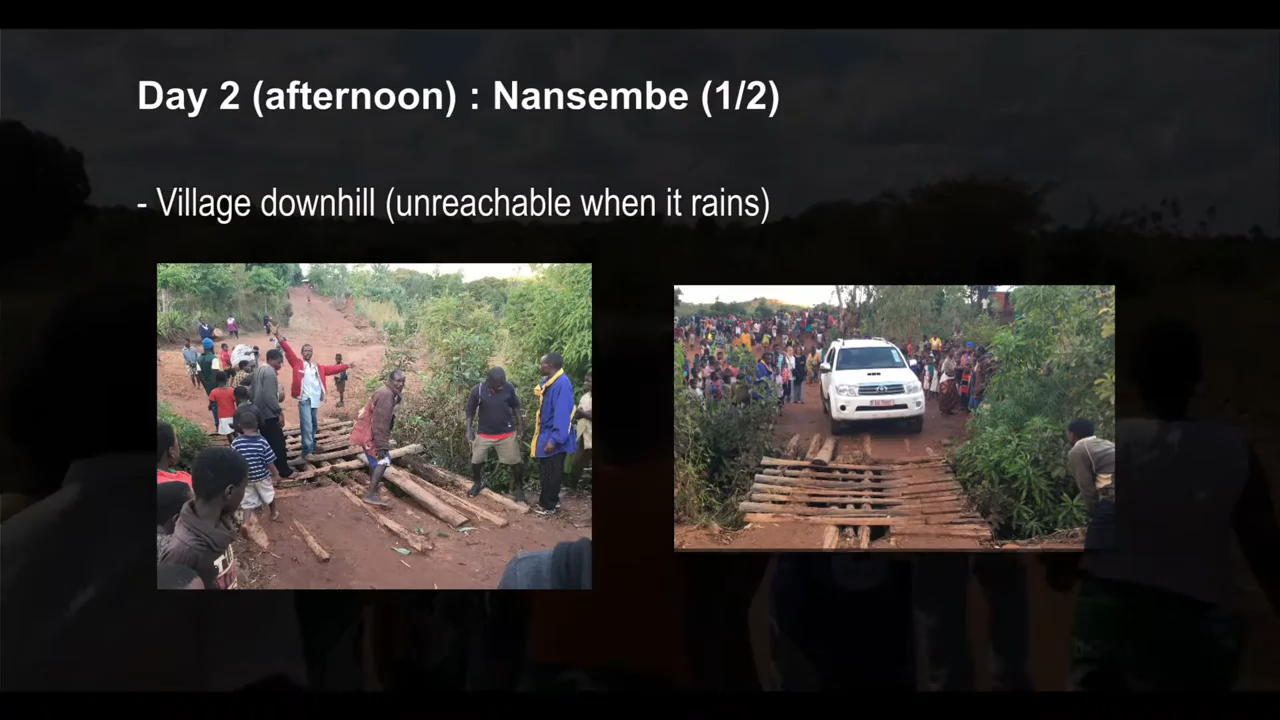 Day 2 (afternoon) : Nansembe (1/2)
- Village downhill (unreachable when it rains)